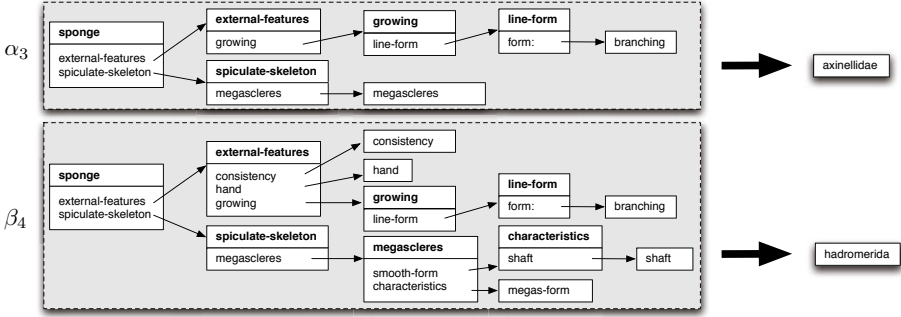 α3
sponge
external-features
spiculate-skeleton
external-features
growing
growing
line-form
line-form
form:
branching
spiculate-skeleton
megascleres
megascleres
axinellidae
β4
sponge
external-features
spiculate-skeleton
external-features
consistency
hand
growing
consistency
hand
growing
line-form
line-form
form:
branching
spiculate-skeleton
megascleres
megascleres
smooth-form
characteristics
characteristics
shaft
shaft
megas-form
hadromerida